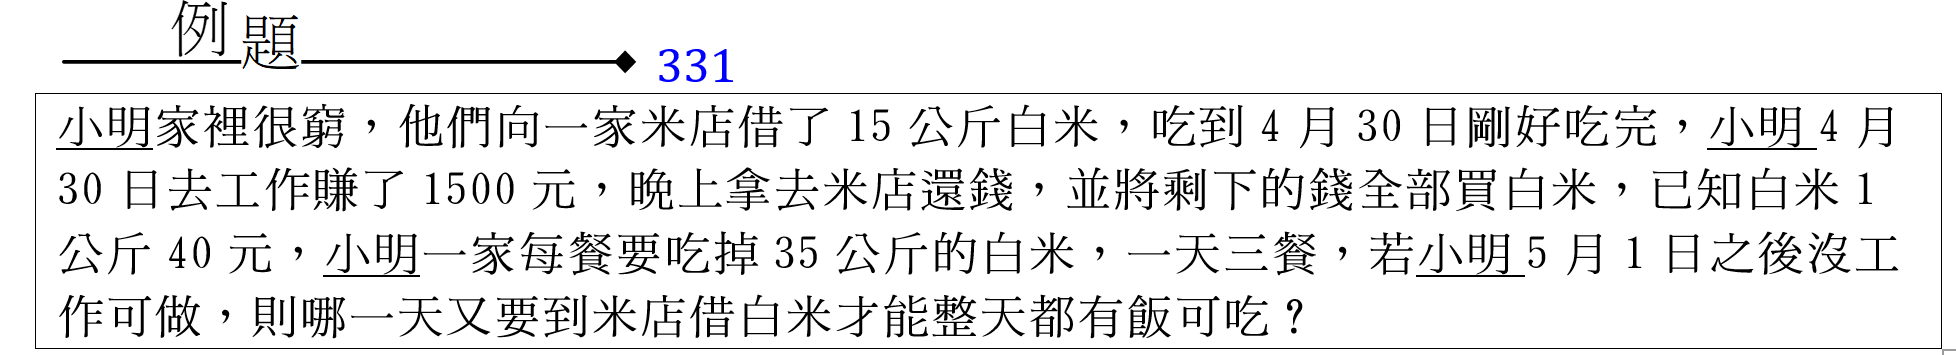 例題
331
小明家裡很窮，他們向一家米店借了 15 公斤白米，吃到 4 月 30 日剛好吃完，小明 4 月
30 日去工作賺了 1500 元，晚上拿去米店還錢，並將剩下的錢全部買白米，已知白米 1
公斤 40 元，小明一家每餐要吃掉 35 公斤的白米，一天三餐，若小明 5 月 1 日之後沒工
作可做，則哪一天又要到米店借白米才能整天都有飯可吃？